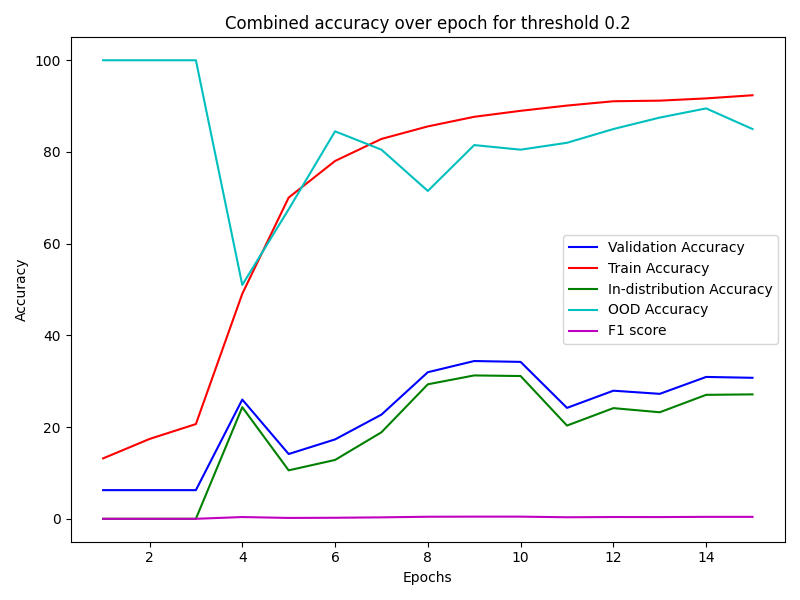 Combined accuracy over epoch for threshold 0.2
Accuracy
100
80
60
40
20
0
Validation Accuracy
Train Accuracy
In-distribution Accuracy
OOD Accuracy
F1 score
2 4 6 8 10 12 14
Epochs